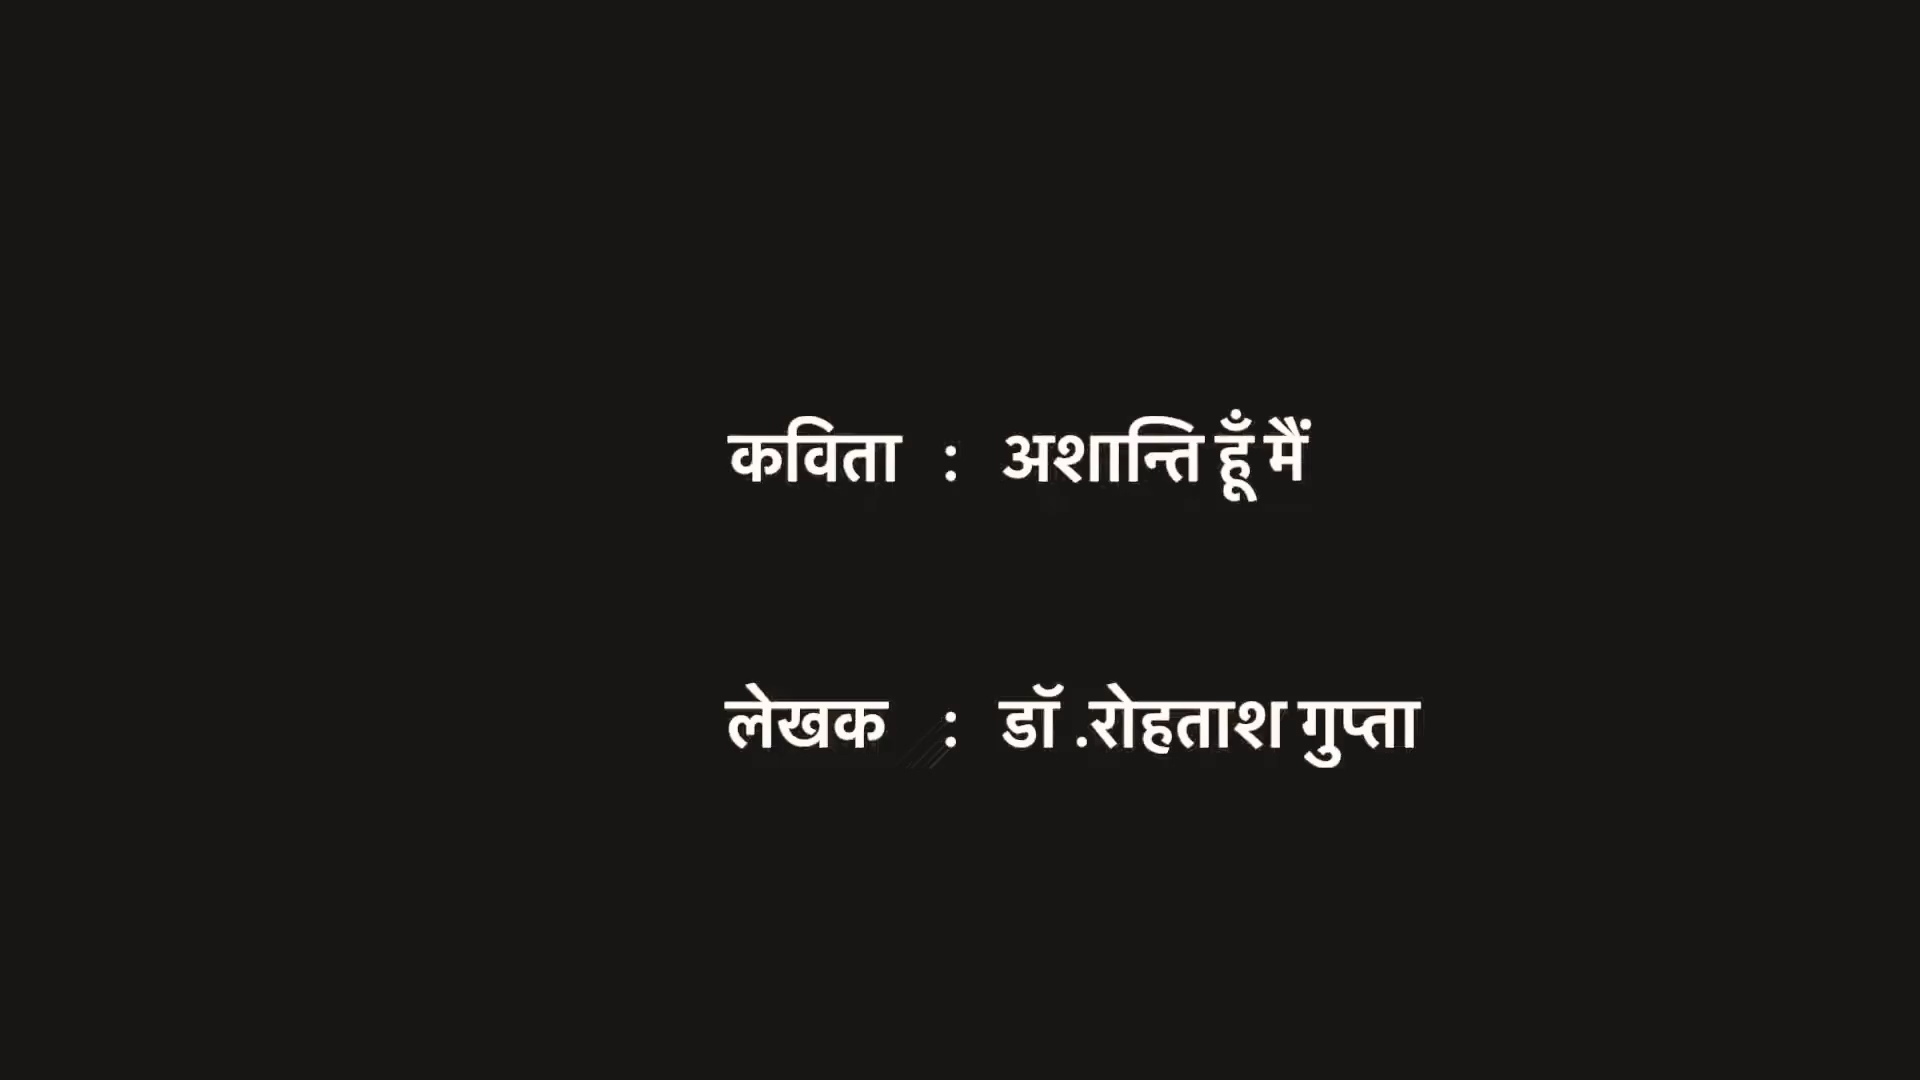 कविता : अशान्ति हूँ मैं
लेखक : डॉ .रोहताश गुप्ता